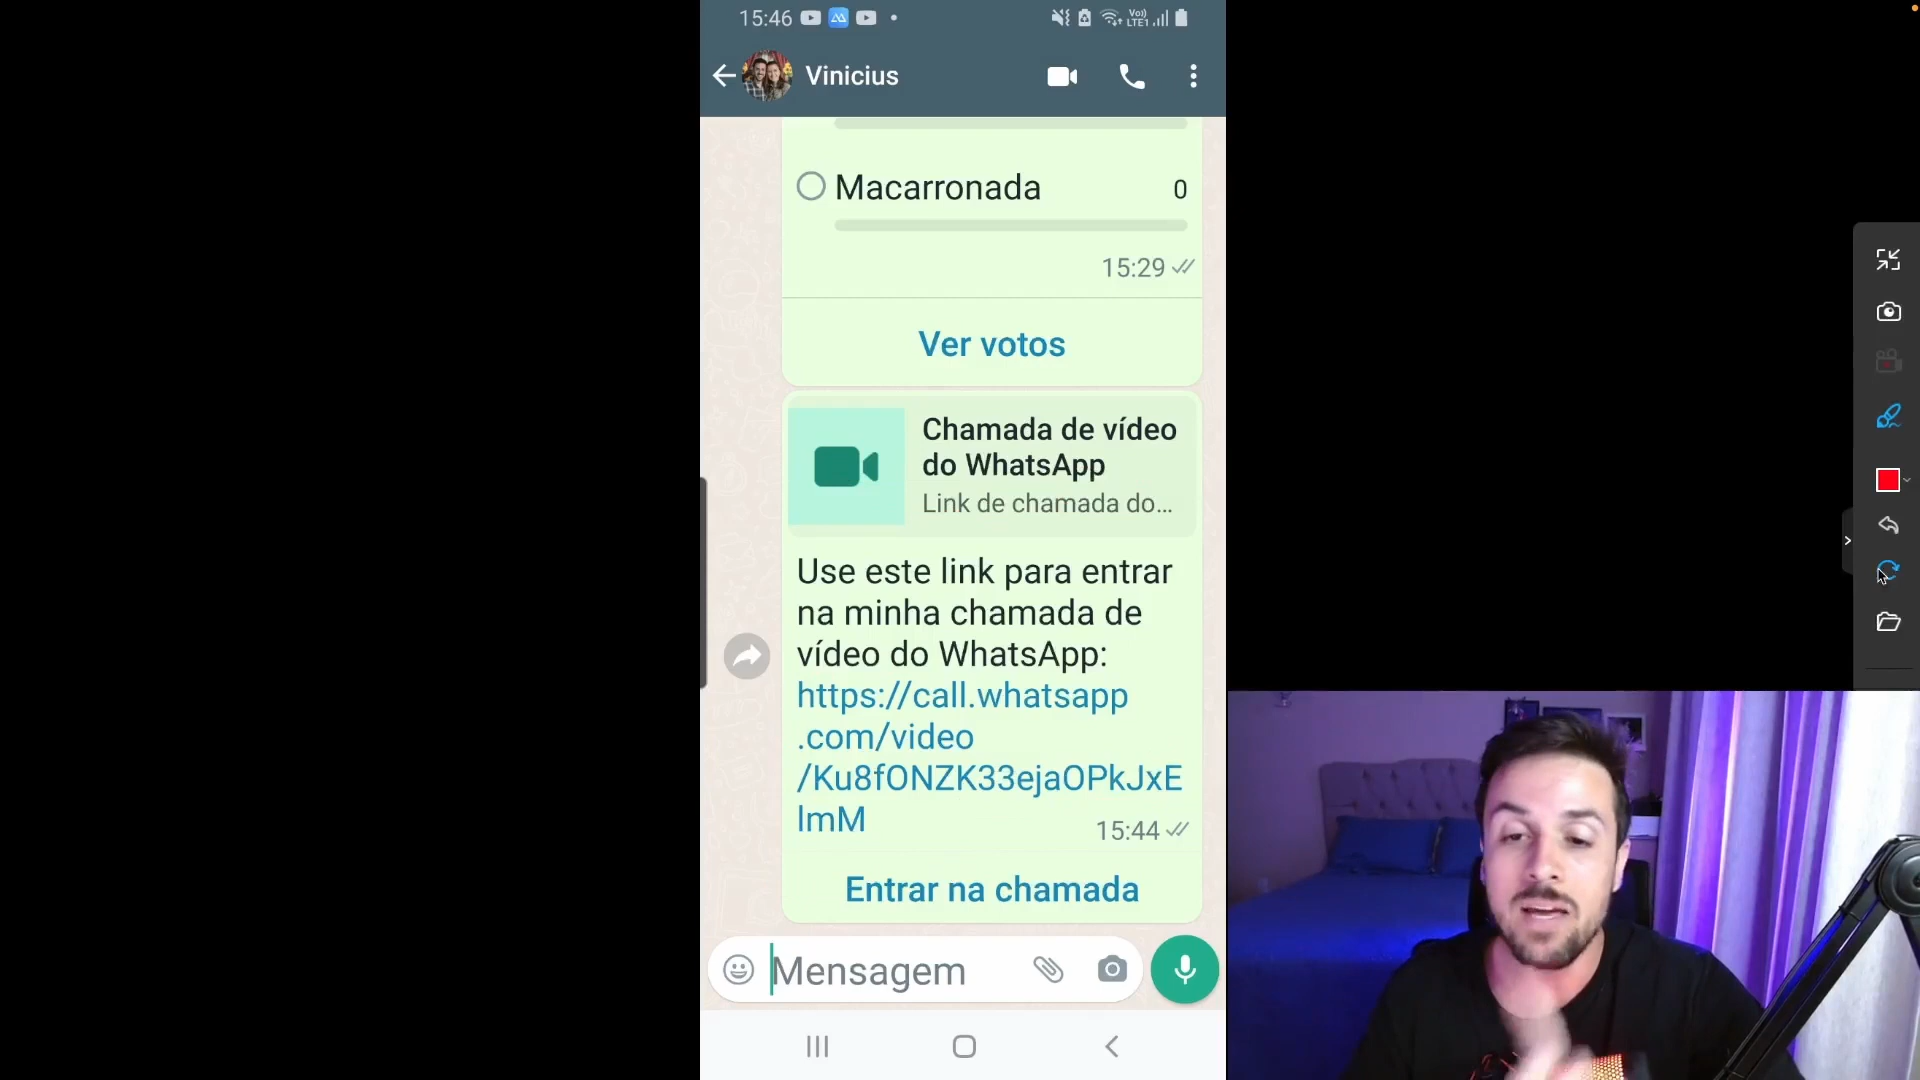 15:46
Vo)
LTE1
Vinicius
Macarronada 0
15:29
Ver votos
Chamada de vídeo
do WhatsApp
Link de chamada do...
Use este link para entrar
na minha chamada de
vídeo do WhatsApp:
https://call.whatsapp
.com/video
/Ku8fONZK33ejaOPkJxE
lmM
15:44
Entrar na chamada
Mensagem